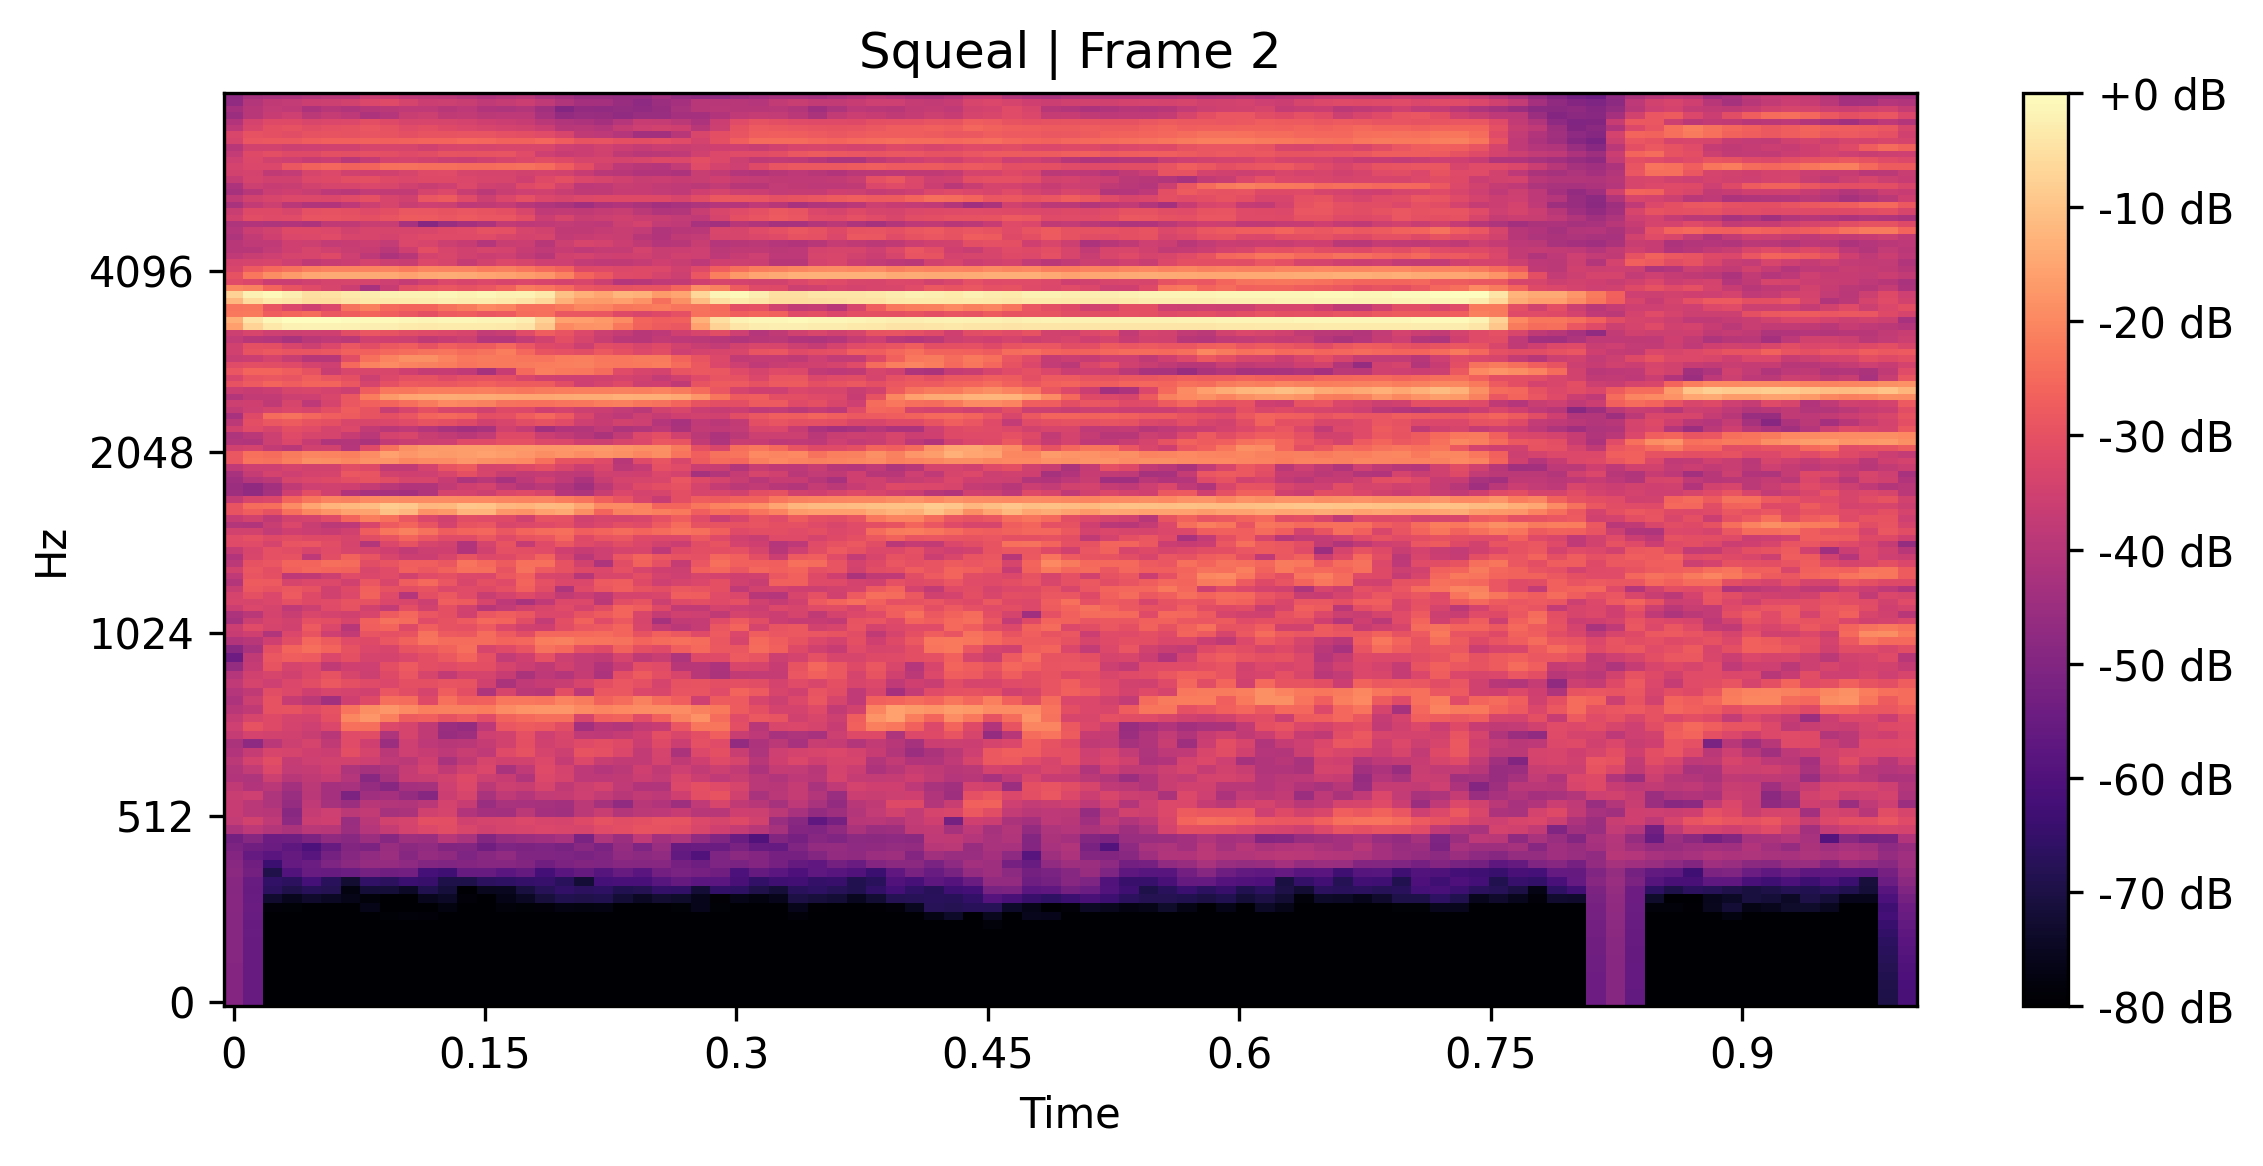 Squeal | Frame 2
Hz
4096
2048
1024
512
0
0 0.15 0.3 0.45 0.6 0.75 0.9
Time
+0 dB
-10 dB
-20 dB
-30 dB
-40 dB
-50 dB
-60 dB
-70 dB
-80 dB